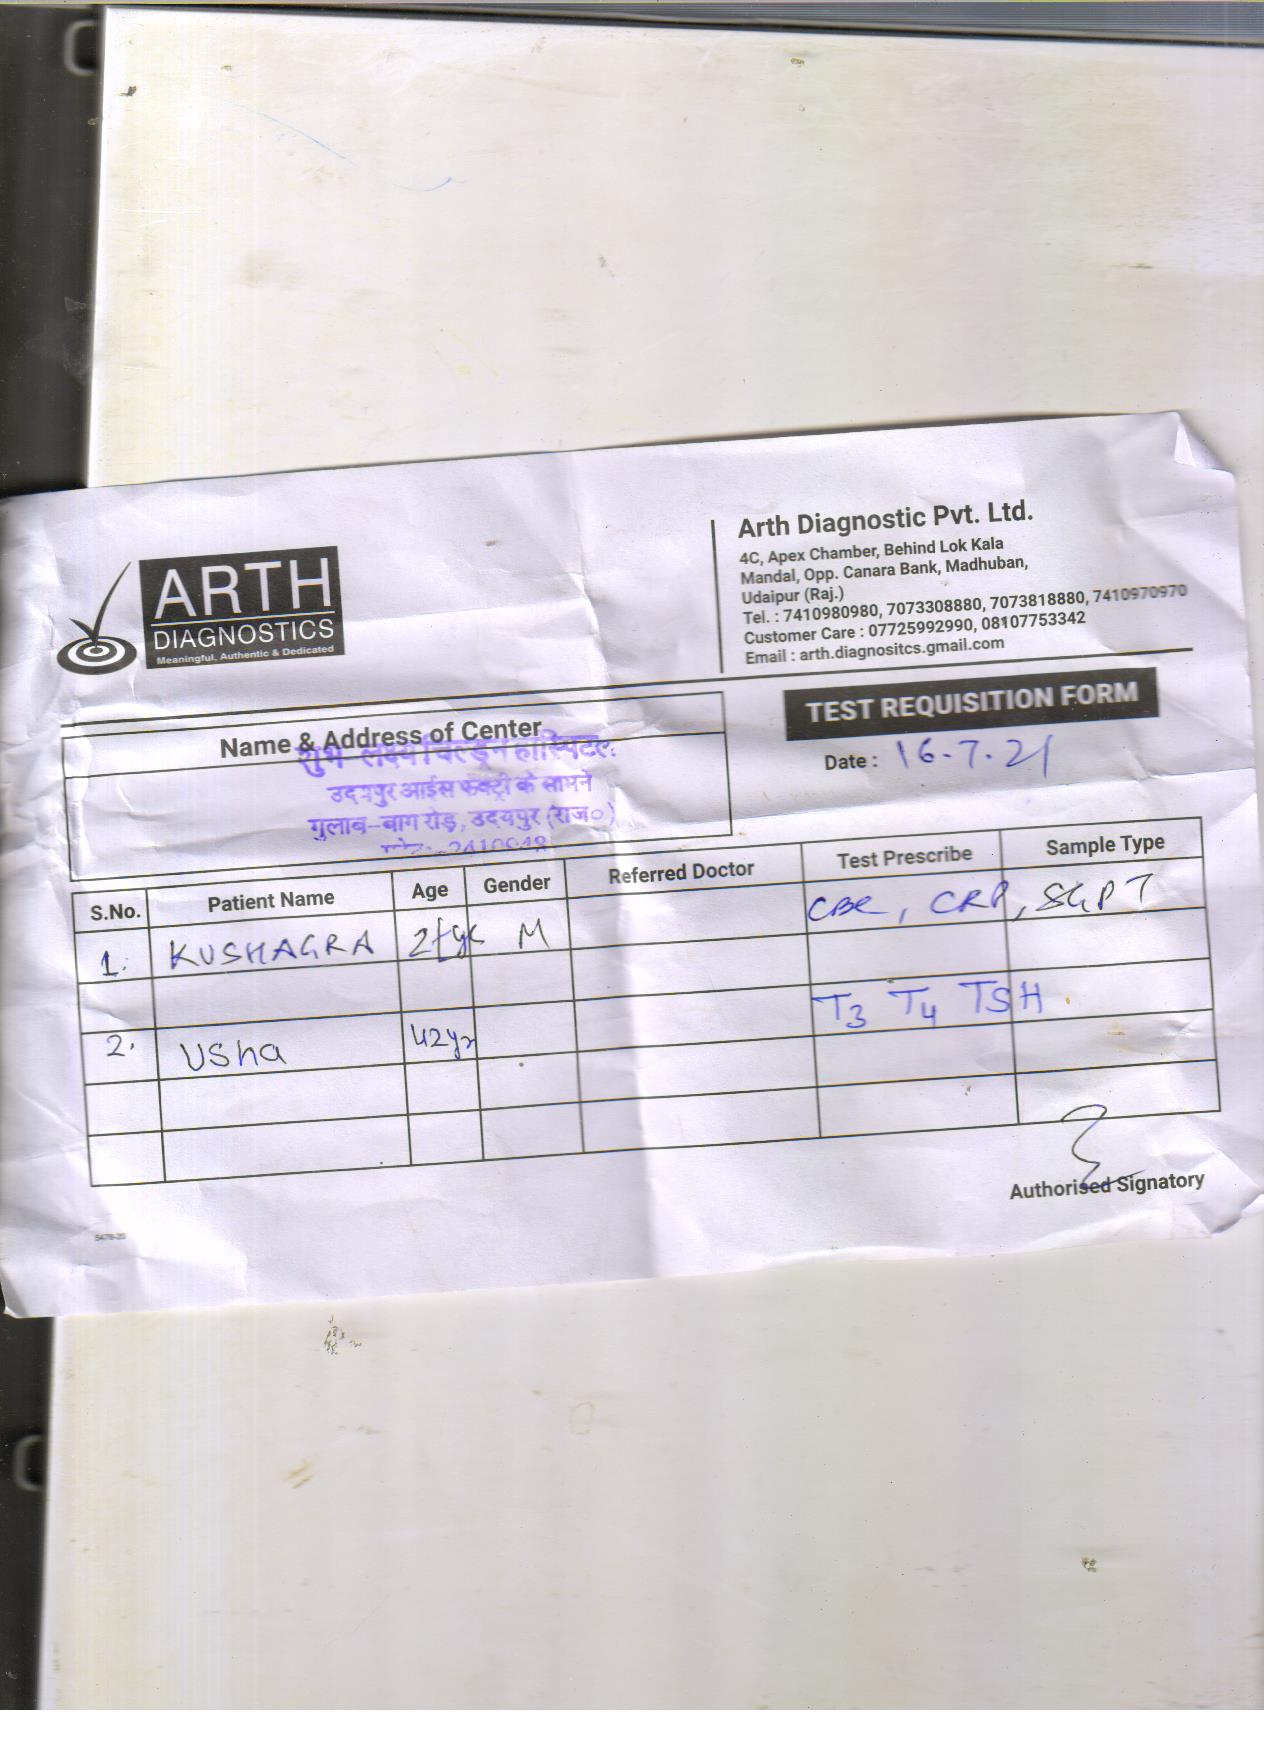 ARTH
DIAGNOSTICS
Meaningful, Authentic & Dedicated
Arth Diagnostic Pvt. Ltd.
4C, Apex Chamber, Behind Lok Kala
Mandal, Opp. Canara Bank, Madhuban,
Udaipur (Raj.)
Tel. : 7410980980, 7073308880, 7073818880, 7410970970
Customer Care : 07725992990, 08107753342
Email : arth.diagnositcs.gmail.com
TEST REQUISITION FORM
Date : 16-7-21
Name & Address of Center
शुभ लक्ष्य चिल्ड्रन हॉस्पिटल
उदयपुर आईस फैक्ट्री के सामने
गुलाब-बाग रोड़, उदयपुर (राज०)
S.No. Patient Name Age Gender Referred Doctor Test Prescribe Sample Type
1. KUSHAGRA M CBC, CRP, SGPT
2. Usha 42yr T3 T4 TSH
Authorised Signatory